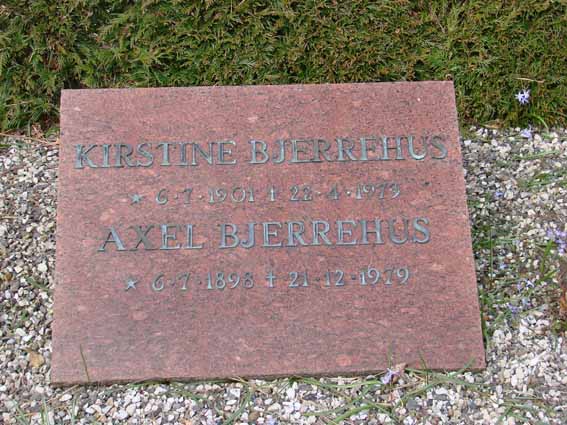 KIRSTINE BJERREHUS
★ 6·7·1901 ✝ 22·4·1973
AXEL BJERREHUS
★ 6·7·1898 ✝ 21·12·1979